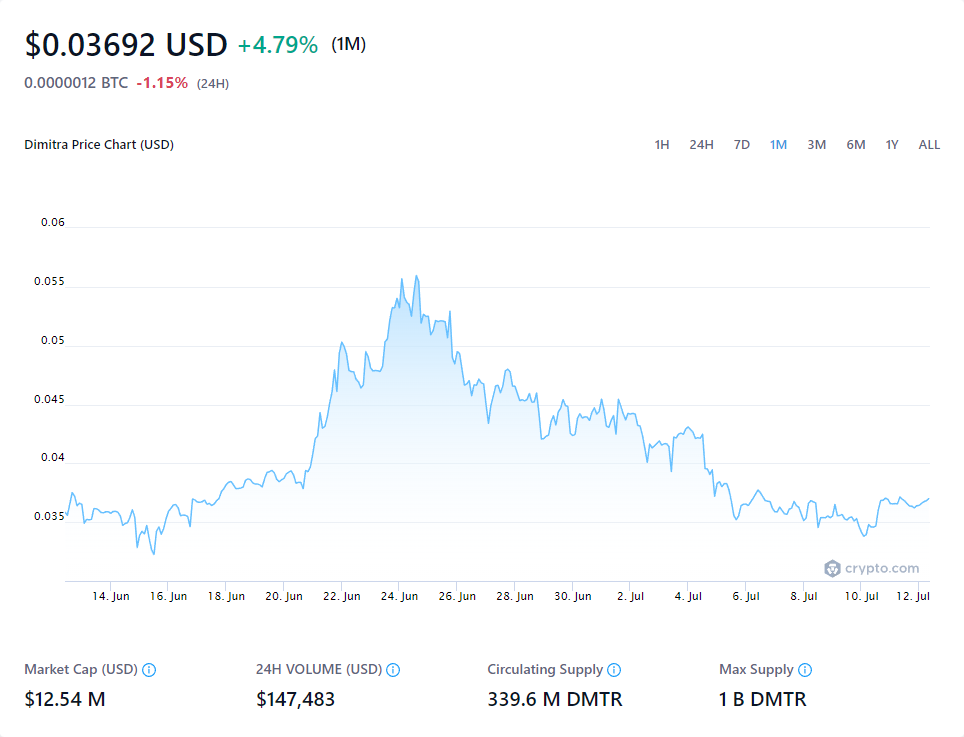 $0.03692 USD +4.79% (1M)
0.0000012 BTC -1.15% (24H)
Dimitra Price Chart (USD)
1H 24H 7D 1M 3M 6M 1Y ALL
0.06
0.055
0.05
0.045
0.04
0.035
crypto.com
14. Jun 16. Jun 18. Jun 20. Jun 22. Jun 24. Jun 26. Jun 28. Jun 30. Jun 2. Jul 4. Jul 6. Jul 8. Jul 10. Jul 12. Jul
Market Cap (USD) 24H VOLUME (USD) Circulating Supply Max Supply
$12.54 M $147,483 339.6 M DMTR 1 B DMTR